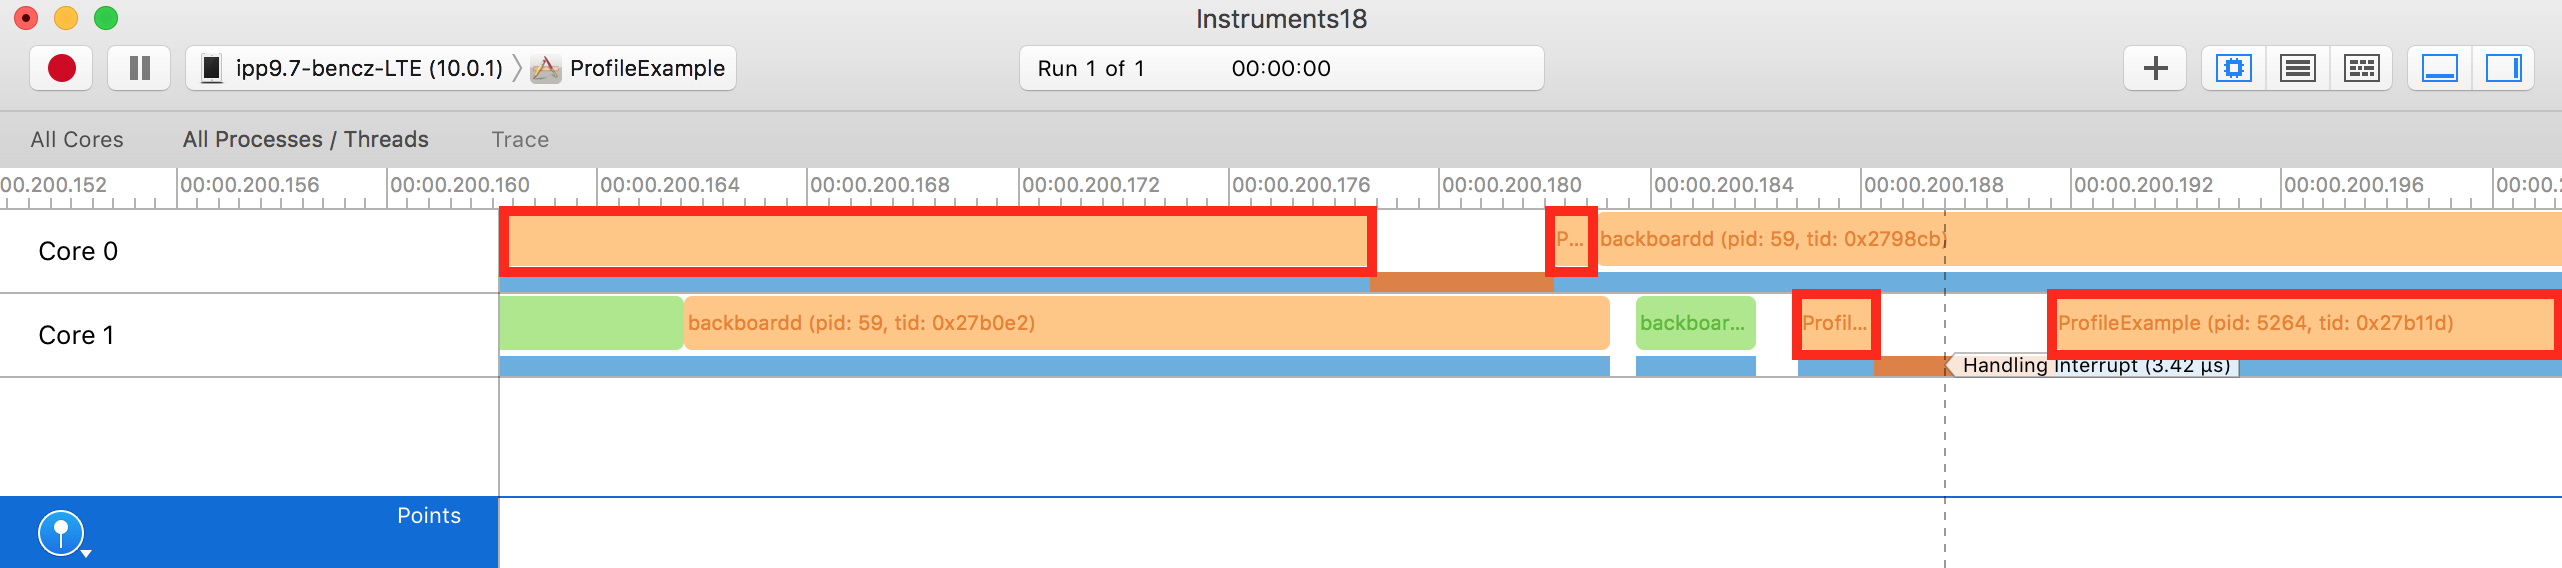 Instruments18
ipp9.7-bencz-LTE (10.0.1) ProfileExample Run 1 of 1 00:00:00
All Cores All Processes / Threads Trace
00.200.152 00:00.200.156 00:00.200.160 00:00.200.164 00:00.200.168 00:00.200.172 00:00.200.176 00:00.200.180 00:00.200.184 00:00.200.188 00:00.200.192 00:00.200.196 00:00.2
Core 0 P... backboardd (pid: 59, tid: 0x2798cb)
Core 1 backboardd (pid: 59, tid: 0x27b0e2) backboar... Profil... ProfileExample (pid: 5264, tid: 0x27b11d)
Handling Interrupt (3.42 µs)
Points